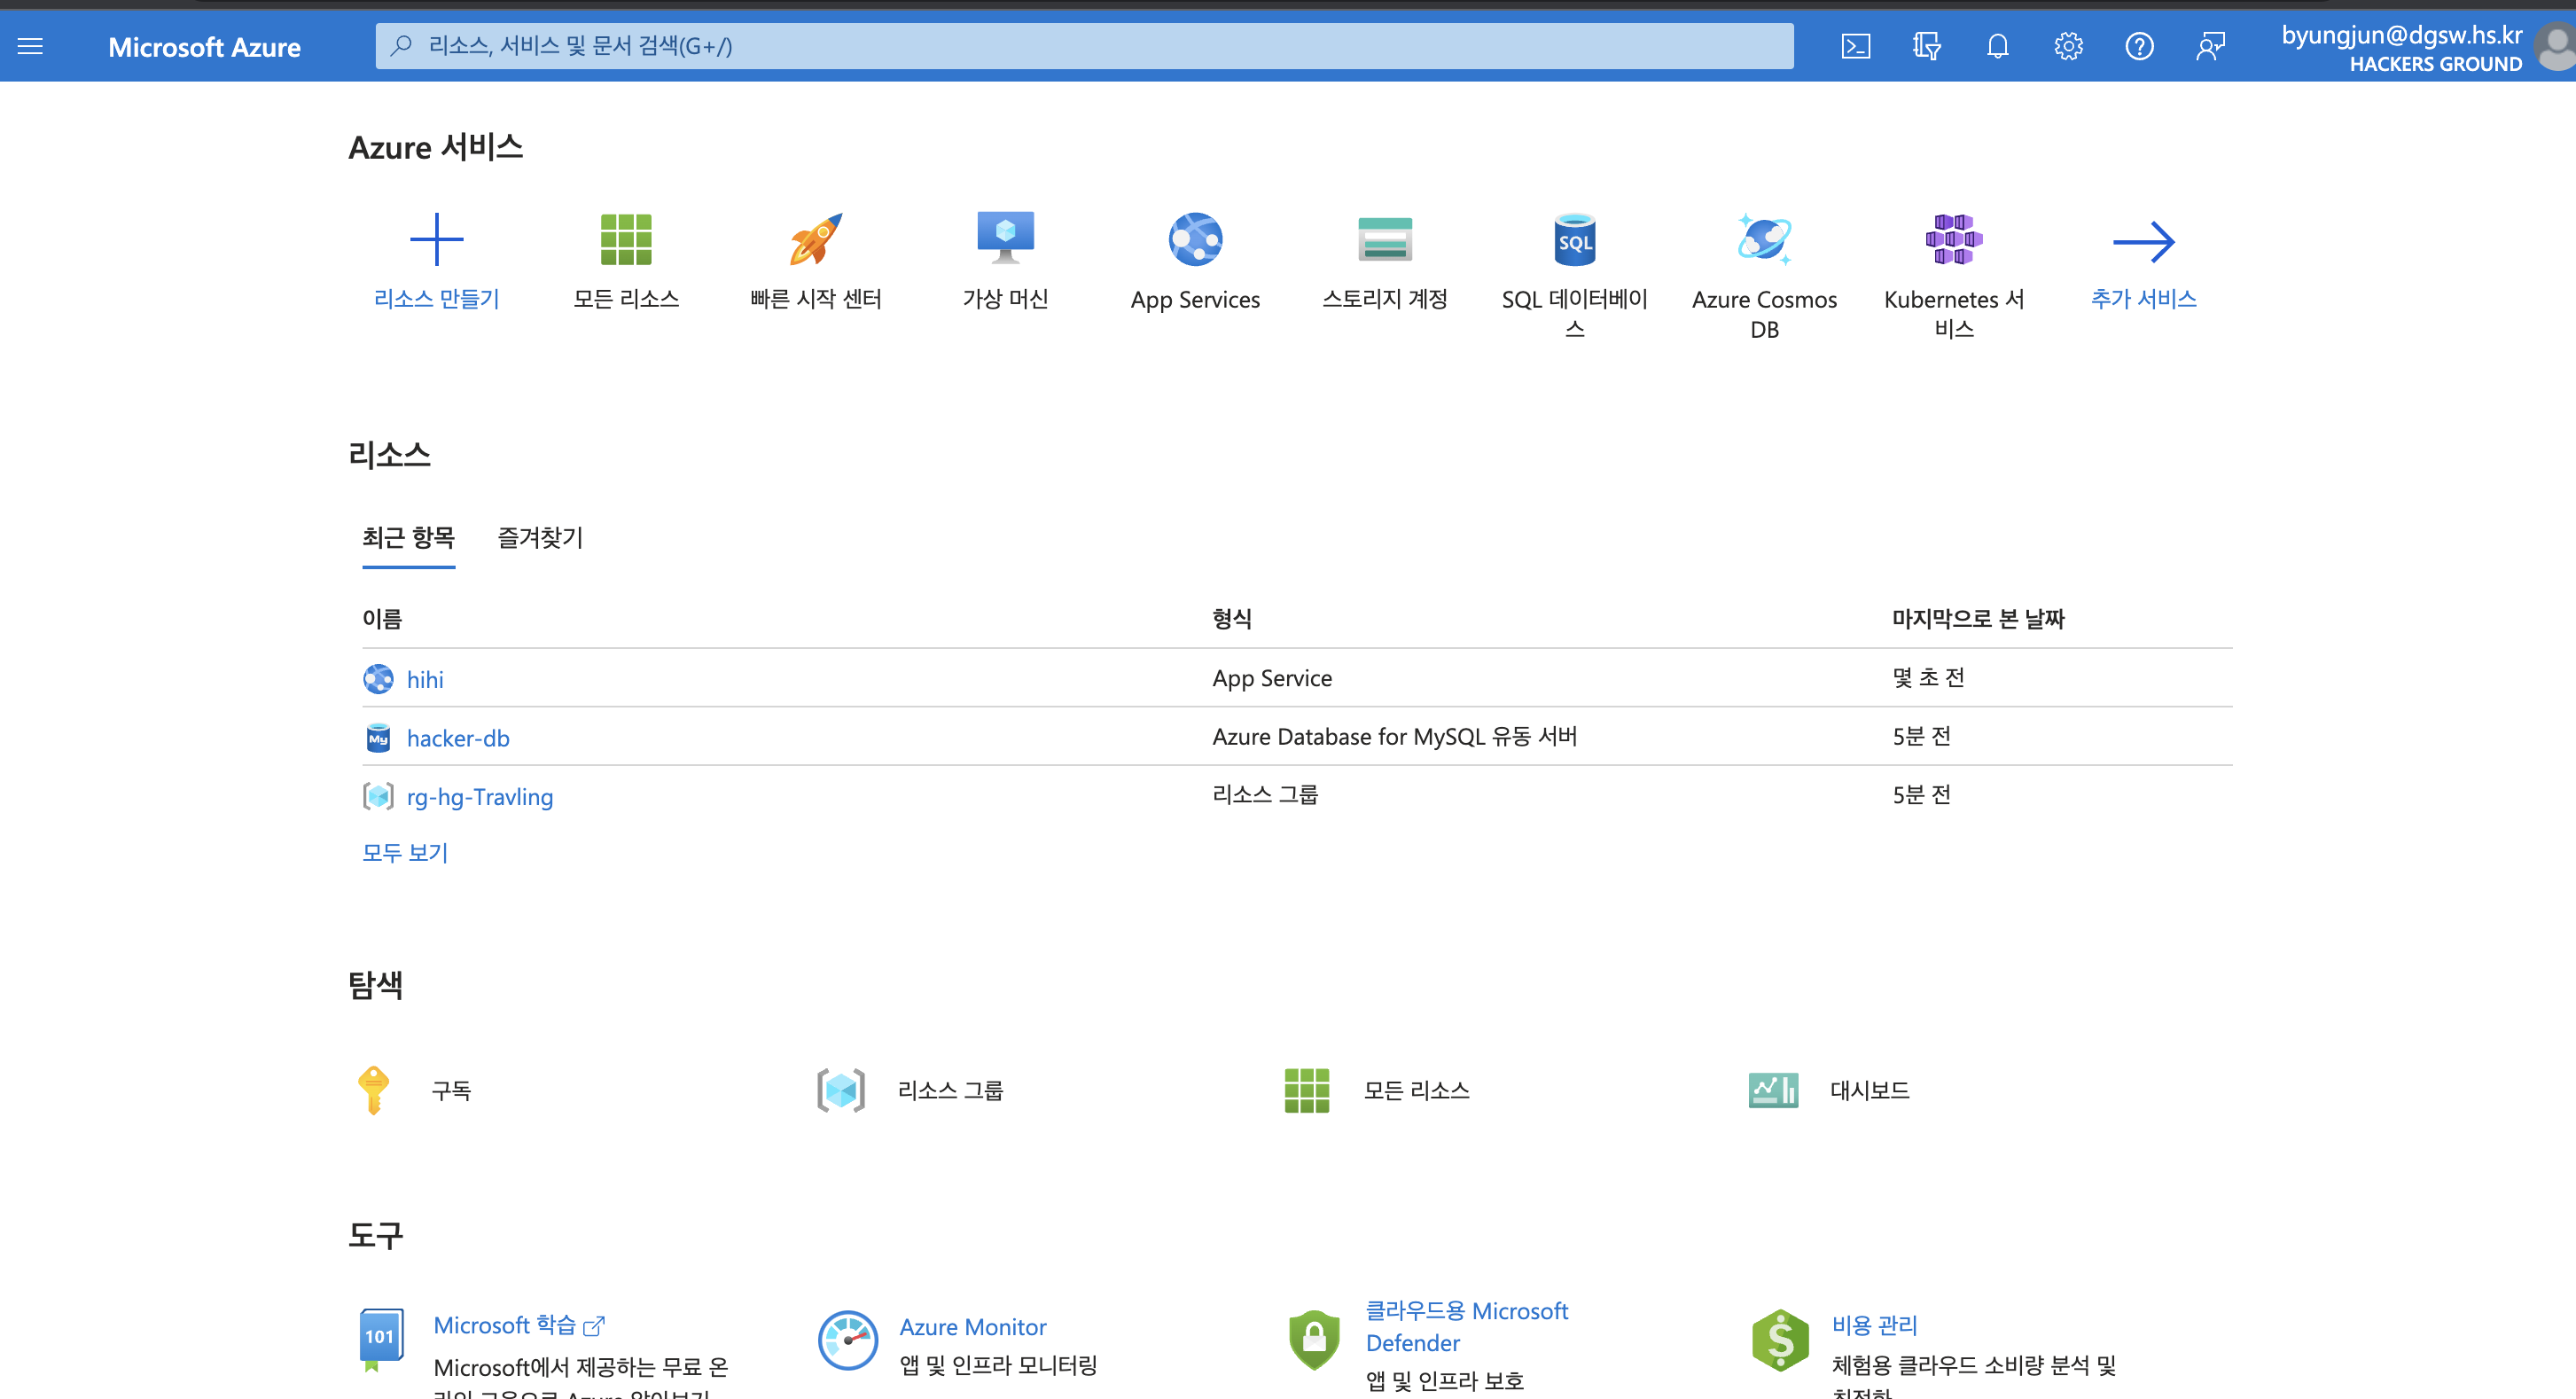 Microsoft Azure
리소스, 서비스 및 문서 검색(G+/)
byungjun@dgsw.hs.kr
HACKERS GROUND
Azure 서비스
리소스 만들기
모든 리소스
빠른 시작 센터
가상 머신
App Services
스토리지 계정
SQL
SQL 데이터베이
스
Azure Cosmos
DB
Kubernetes 서
비스
추가 서비스
리소스
최근 항목
즐겨찾기
이름
형식
마지막으로 본 날짜
hihi
App Service
몇 초 전
My
hacker-db
Azure Database for MySQL 유동 서버
5분 전
rg-hg-Travling
리소스 그룹
5분 전
모두 보기
탐색
구독
리소스 그룹
모든 리소스
대시보드
도구
101
Microsoft 학습
Microsoft에서 제공하는 무료 온
Azure Monitor
앱 및 인프라 모니터링
클라우드용 Microsoft
Defender
앱 및 인프라 보호
비용 관리
체험용 클라우드 소비량 분석 및